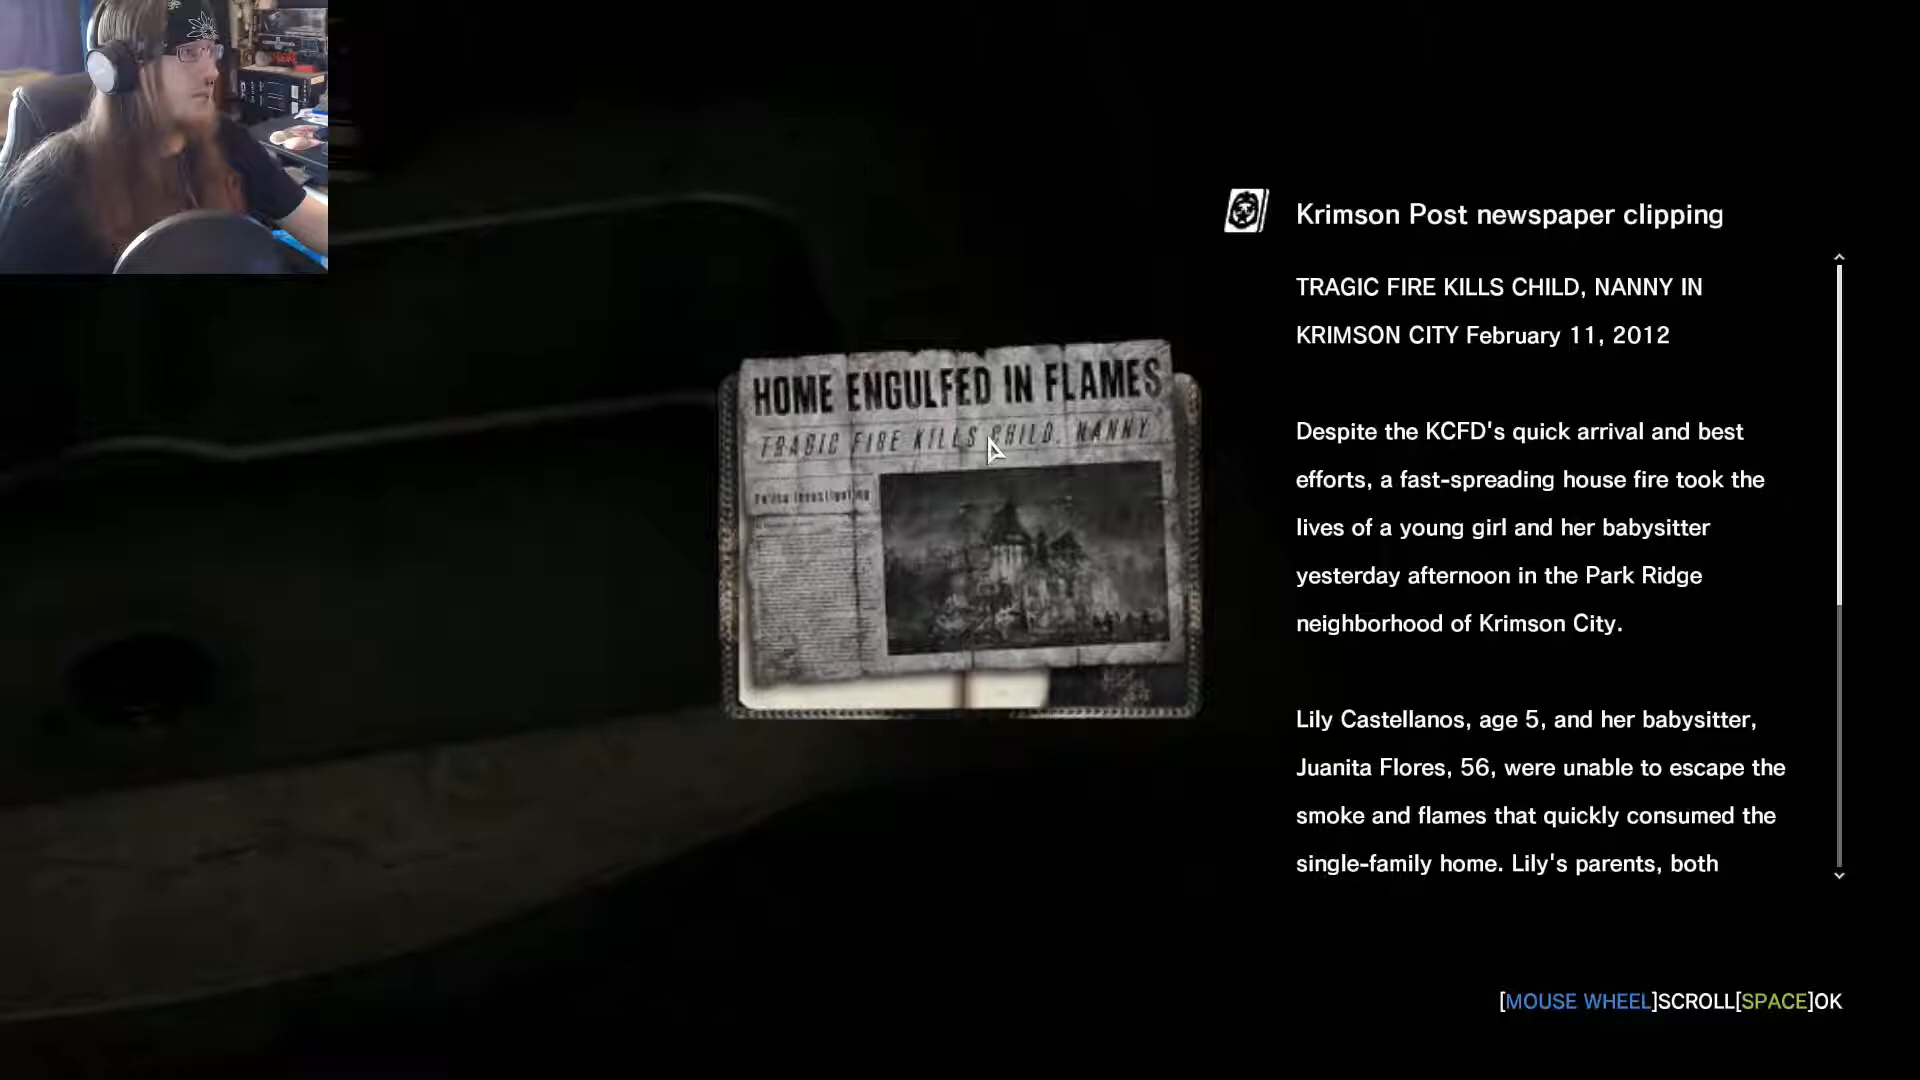 HOME ENGULFED IN FLAMES
TRAGIC FIRE KILLS CHILD, NANNY
Police investigating
Krimson Post newspaper clipping
TRAGIC FIRE KILLS CHILD, NANNY IN
KRIMSON CITY February 11, 2012
Despite the KCFD's quick arrival and best
efforts, a fast-spreading house fire took the
lives of a young girl and her babysitter
yesterday afternoon in the Park Ridge
neighborhood of Krimson City.
Lily Castellanos, age 5, and her babysitter,
Juanita Flores, 56, were unable to escape the
smoke and flames that quickly consumed the
single-family home. Lily's parents, both
[MOUSE WHEEL]SCROLL[SPACE]OK